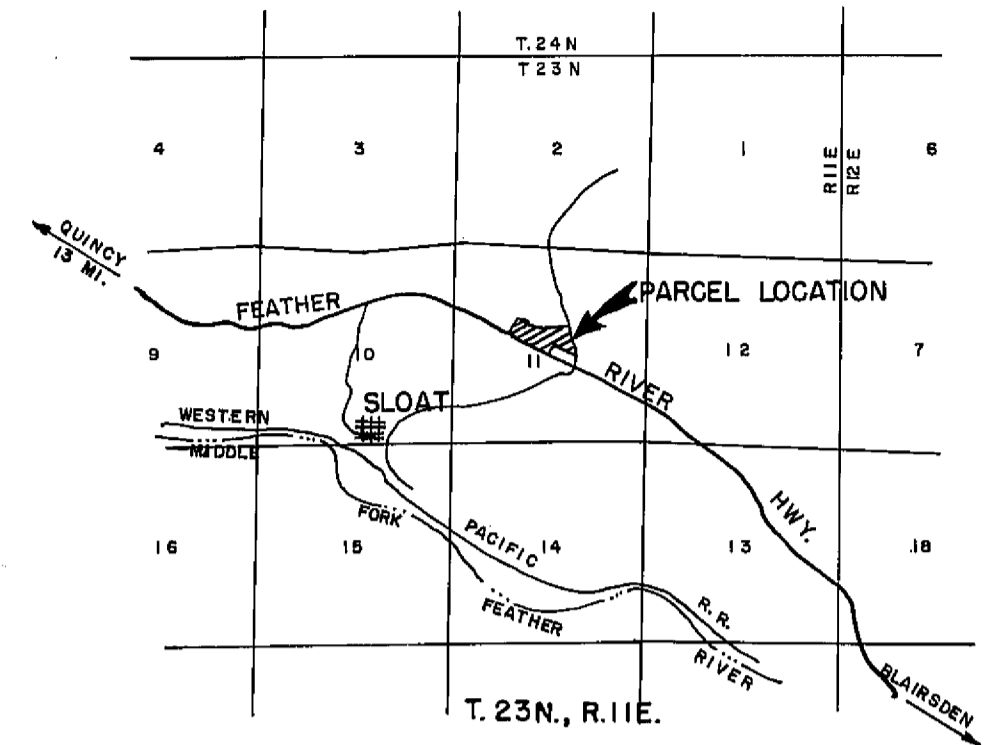 T. 24N
T 23 N
4
3
2
1
6
R11E
R12E
QUINCY
13 MI.
FEATHER
PARCEL LOCATION
9
10
11
12
7
RIVER
SLOAT
WESTERN
MIDDLE
HWY.
FORK
PACIFIC
16
15
14
13
18
FEATHER
R. R.
RIVER
BLAIRSDEN
T. 23N., R.11E.